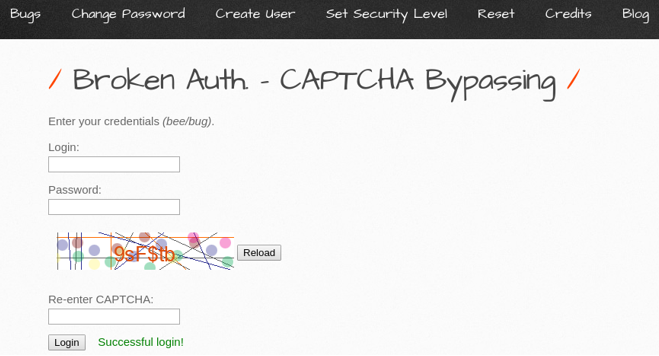 Bugs Change Password Create User Set Security Level Reset Credits Blog
/ Broken Auth. - CAPTCHA Bypassing /
Enter your credentials (bee/bug).
Login:
Password:
9sF$tb
Reload
Re-enter CAPTCHA:
Login Successful login!